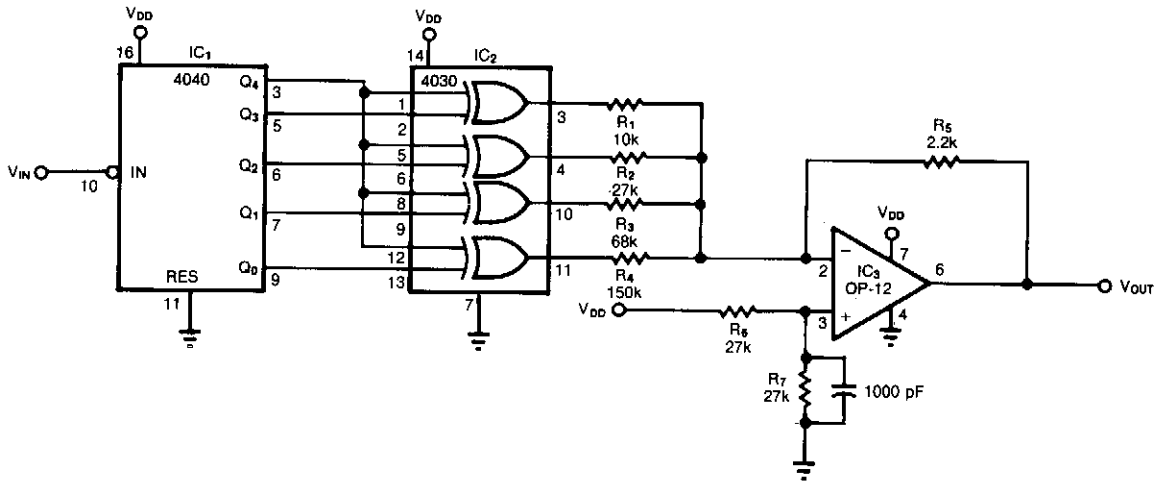 VDD
16
IC1
4040
Q4
3
Q3
5
Q2
6
Q1
7
Q0
9
RES
11
VIN
10
IN
VDD
14
IC2
4030
1
2
5
6
8
9
12
13
7
3
4
10
11
R1
10k
R2
27k
R3
68k
R4
150k
R5
2.2k
VDD
7
2
−
IC3
OP-12
6
3
+
4
VOUT
VDD
R6
27k
R7
27k
1000 pF